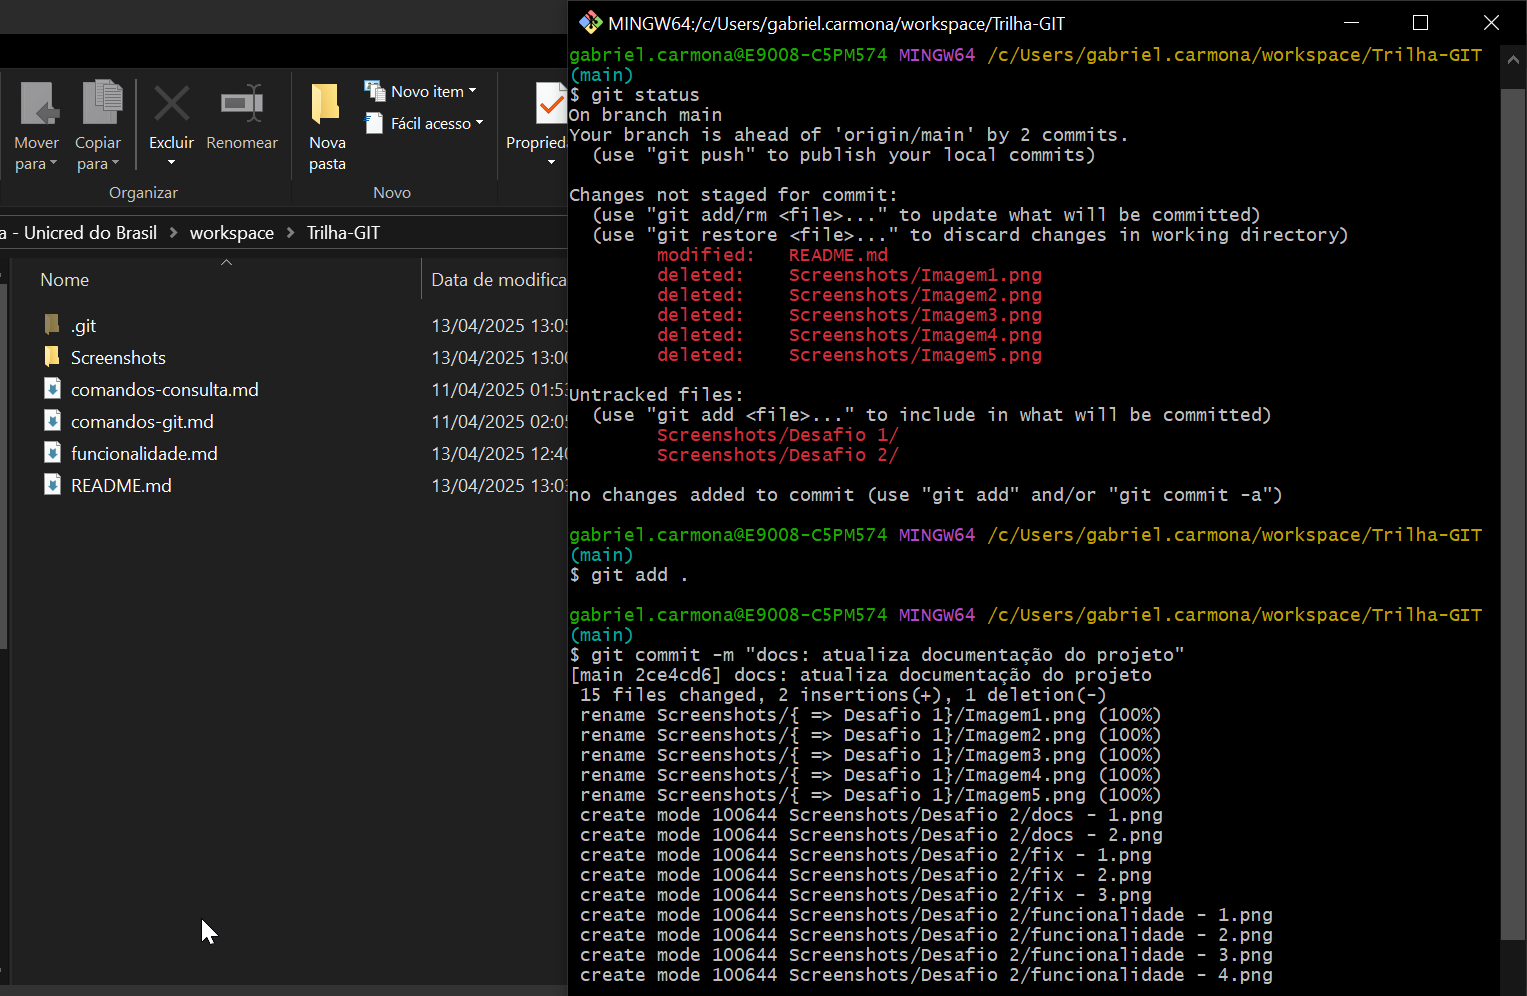 Mover para
Copiar para
Excluir
Renomear
Organizar
Nova pasta
Novo item
Fácil acesso
Novo
Propried
a - Unicred do Brasil > workspace > Trilha-GIT
Nome Data de modifica
.git 13/04/2025 13:05
Screenshots 13/04/2025 13:00
comandos-consulta.md 11/04/2025 01:53
comandos-git.md 11/04/2025 02:05
funcionalidade.md 13/04/2025 12:40
README.md 13/04/2025 13:03
MINGW64:/c/Users/gabriel.carmona/workspace/Trilha-GIT
gabriel.carmona@E9008-C5PM574 MINGW64 /c/Users/gabriel.carmona/workspace/Trilha-GIT
(main)
$ git status
On branch main
Your branch is ahead of 'origin/main' by 2 commits.
(use "git push" to publish your local commits)
Changes not staged for commit:
(use "git add/rm <file>..." to update what will be committed)
(use "git restore <file>..." to discard changes in working directory)
modified: README.md
deleted: Screenshots/Imagem1.png
deleted: Screenshots/Imagem2.png
deleted: Screenshots/Imagem3.png
deleted: Screenshots/Imagem4.png
deleted: Screenshots/Imagem5.png
Untracked files:
(use "git add <file>..." to include in what will be committed)
Screenshots/Desafio 1/
Screenshots/Desafio 2/
no changes added to commit (use "git add" and/or "git commit -a")
gabriel.carmona@E9008-C5PM574 MINGW64 /c/Users/gabriel.carmona/workspace/Trilha-GIT
(main)
$ git add .
gabriel.carmona@E9008-C5PM574 MINGW64 /c/Users/gabriel.carmona/workspace/Trilha-GIT
(main)
$ git commit -m "docs: atualiza documentação do projeto"
[main 2ce4cd6] docs: atualiza documentação do projeto
15 files changed, 2 insertions(+), 1 deletion(-)
rename Screenshots/{ => Desafio 1}/Imagem1.png (100%)
rename Screenshots/{ => Desafio 1}/Imagem2.png (100%)
rename Screenshots/{ => Desafio 1}/Imagem3.png (100%)
rename Screenshots/{ => Desafio 1}/Imagem4.png (100%)
rename Screenshots/{ => Desafio 1}/Imagem5.png (100%)
create mode 100644 Screenshots/Desafio 2/docs - 1.png
create mode 100644 Screenshots/Desafio 2/docs - 2.png
create mode 100644 Screenshots/Desafio 2/fix - 1.png
create mode 100644 Screenshots/Desafio 2/fix - 2.png
create mode 100644 Screenshots/Desafio 2/fix - 3.png
create mode 100644 Screenshots/Desafio 2/funcionalidade - 1.png
create mode 100644 Screenshots/Desafio 2/funcionalidade - 2.png
create mode 100644 Screenshots/Desafio 2/funcionalidade - 3.png
create mode 100644 Screenshots/Desafio 2/funcionalidade - 4.png